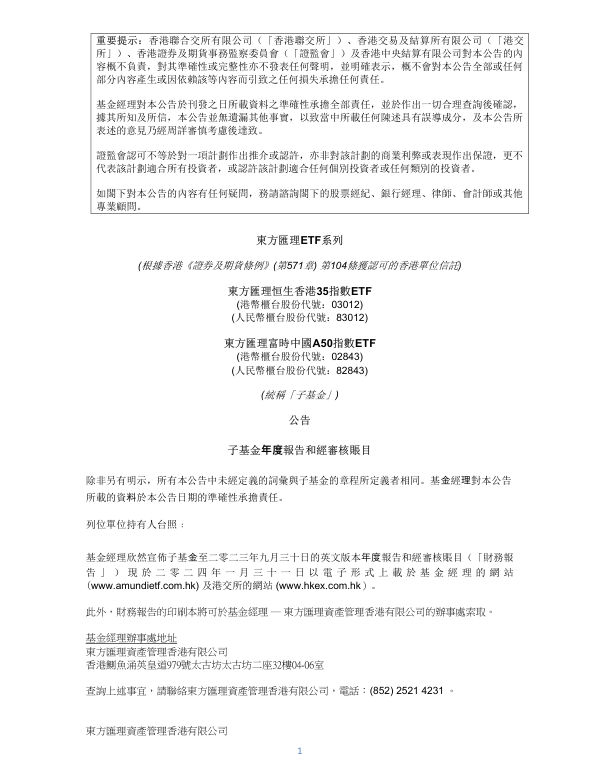 重要提示：香港聯合交所有限公司（「香港聯交所」）、香港交易及結算所有限公司（「港交
所」）、香港證券及期貨事務監察委員會（「證監會」）及香港中央結算有限公司對本公告的內
容概不負責，對其準確性或完整性亦不發表任何聲明，並明確表示，概不會對本公告全部或任何
部分內容產生或因依賴該等內容而引致之任何損失承擔任何責任。
基金經理對本公告於刊發之日所載資料之準確性承擔全部責任，並於作出一切合理查詢後確認，
據其所知及所信，本公告並無遺漏其他事實，以致當中所載任何陳述具有誤導成分，及本公告所
表述的意見乃經周詳審慎考慮後達致。
證監會認可不等於對一項計劃作出推介或認許，亦非對該計劃的商業利弊或表現作出保證，更不
代表該計劃適合所有投資者，或認許該計劃適合任何個別投資者或任何類別的投資者。
如閣下對本公告的內容有任何疑問，務請諮詢閣下的股票經紀、銀行經理、律師、會計師或其他
專業顧問。
東方匯理ETF系列
(根據香港《證券及期貨條例》(第571章) 第104條獲認可的香港單位信託)
東方匯理恒生香港35指數ETF
(港幣櫃台股份代號：03012)
(人民幣櫃台股份代號：83012)
東方匯理富時中國A50指數ETF
(港幣櫃台股份代號：02843)
(人民幣櫃台股份代號：82843)
(統稱「子基金」)
公告
子基金年度報告和經審核賬目
除非另有明示，所有本公告中未經定義的詞彙與子基金的章程所定義者相同。基金經理對本公告
所載的資料於本公告日期的準確性承擔責任。
列位單位持有人台照：
基金經理欣然宣佈子基金至二零二三年九月三十日的英文版本年度報告和經審核賬目（「財務報
告」）現於二零二四年一月三十一日以電子形式上載於基金經理的網站
(www.amundietf.com.hk) 及港交所的網站 (www.hkex.com.hk）。
此外，財務報告的印刷本將可於基金經理 ─ 東方匯理資產管理香港有限公司的辦事處索取。
基金經理辦事處地址
東方匯理資產管理香港有限公司
香港鰂魚涌英皇道979號太古坊太古坊二座32樓04-06室
查詢上述事宜，請聯絡東方匯理資產管理香港有限公司，電話：(852) 2521 4231 。
東方匯理資產管理香港有限公司
1